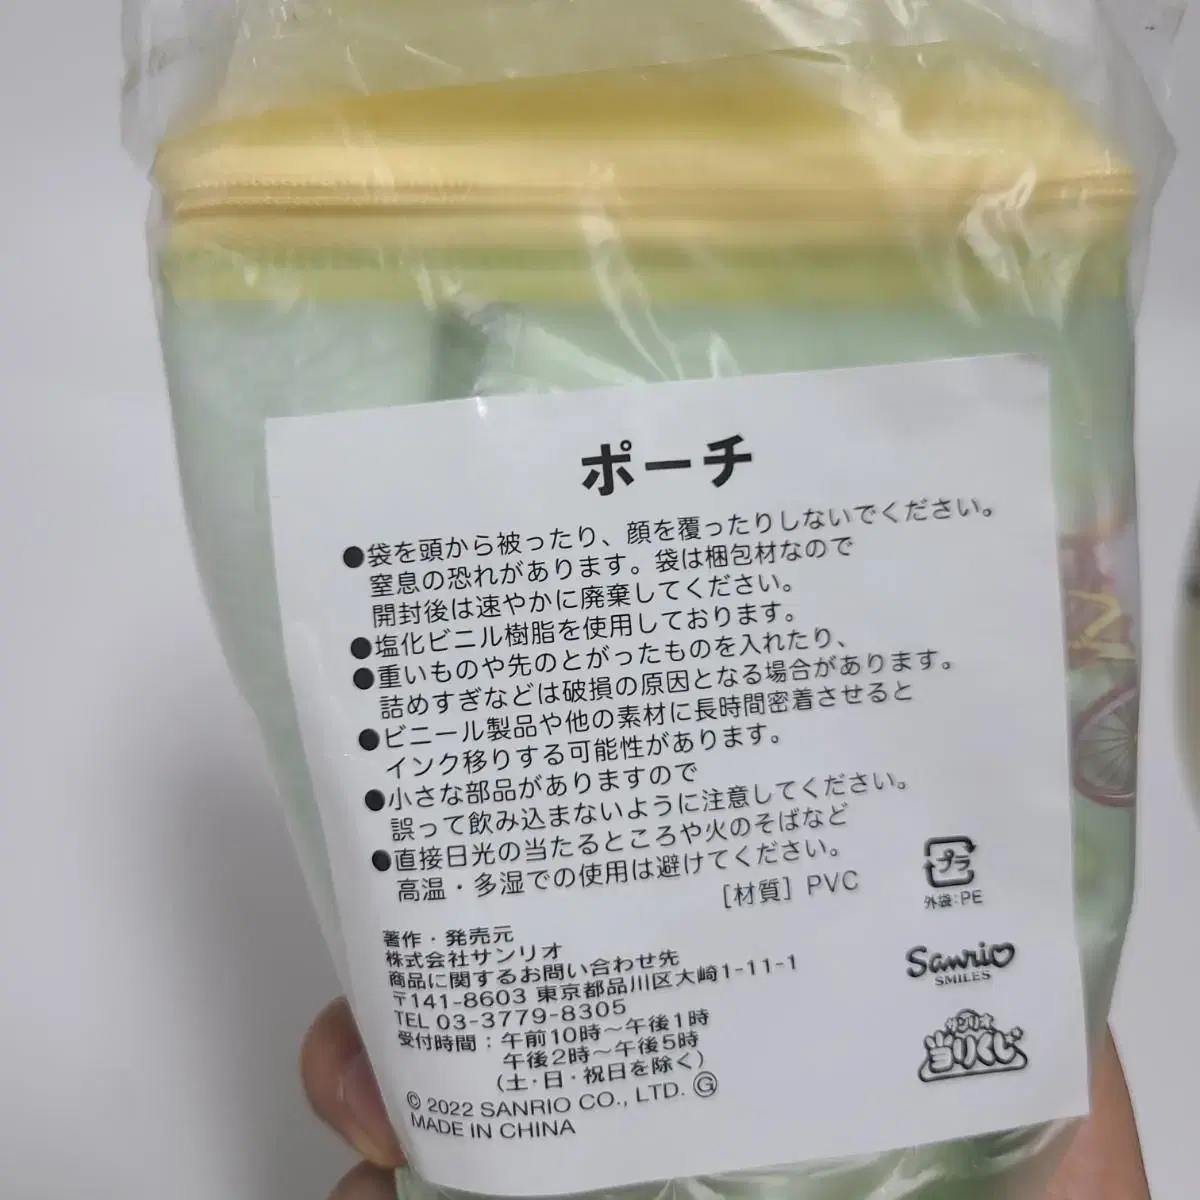 ポーチ
●袋を頭から被ったり、顔を覆ったりしないでください。
窒息の恐れがあります。袋は梱包材なので
開封後は速やかに廃棄してください。
●塩化ビニル樹脂を使用しております。
●重いものや先のとがったものを入れたり、
詰めすぎなどは破損の原因となる場合があります。
●ビニール製品や他の素材に長時間密着させると
インク移りする可能性があります。
●小さな部品がありますので
誤って飲み込まないように注意してください。
●直接日光の当たるところや火のそばなど
高温・多湿での使用は避けてください。
[材質] PVC
プラ
外袋:PE
著作・発売元
株式会社サンリオ
商品に関するお問い合わせ先
〒141-8603 東京都品川区大崎1-11-1
TEL 03-3779-8305
受付時間:午前10時〜午後1時
午後2時〜午後5時
(土・日・祝日を除く)
© 2022 SANRIO CO., LTD. Ⓖ
MADE IN CHINA
Sanrio
SMILES
サンリオ
当りくじ